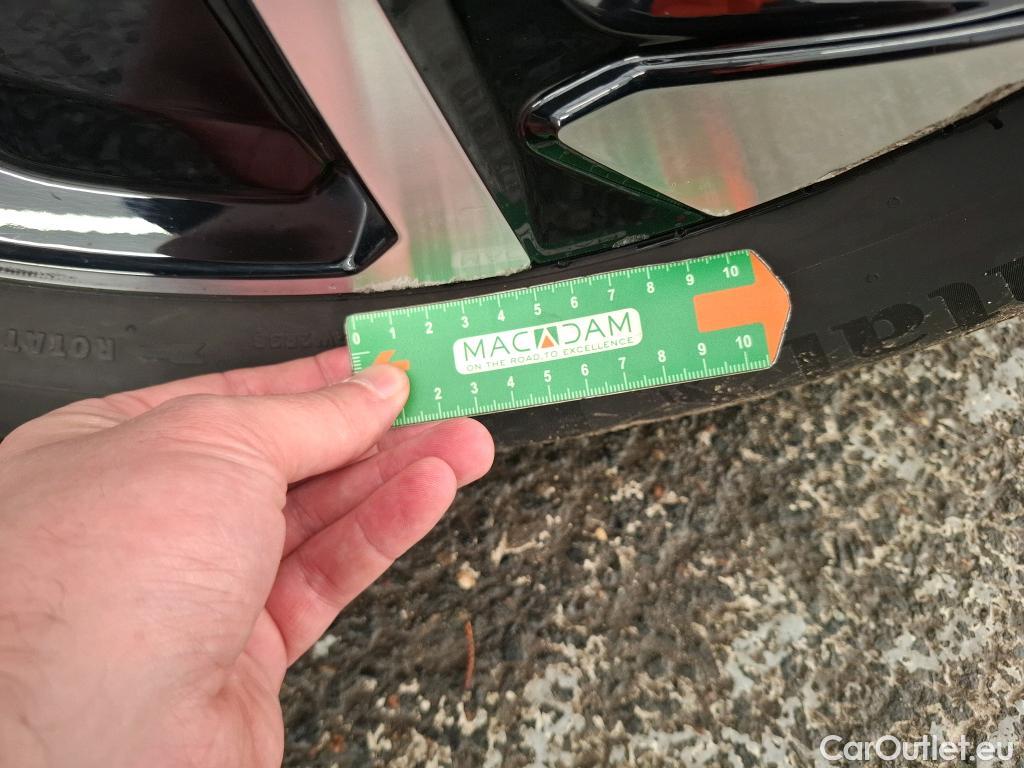 0 1 2 3 4 5 6 7 8 9 10
MACADAM
ON THE ROAD TO EXCELLENCE
2 3 4 5 6 7 8 9 10
ROTAT
CarOutlet.eu